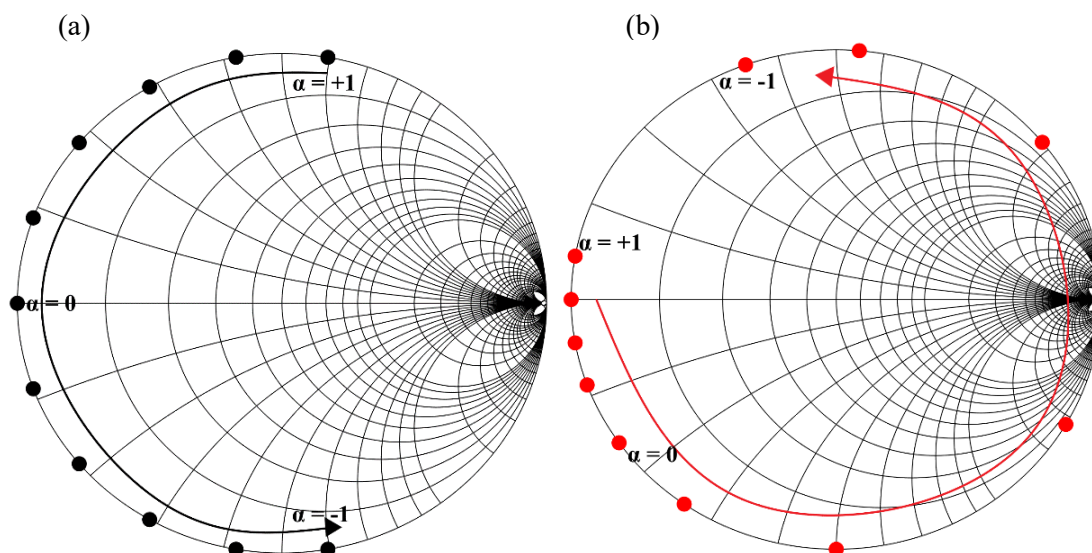 (a)
α = +1
α = 0
α = -1
(b)
α = -1
α = +1
α = 0